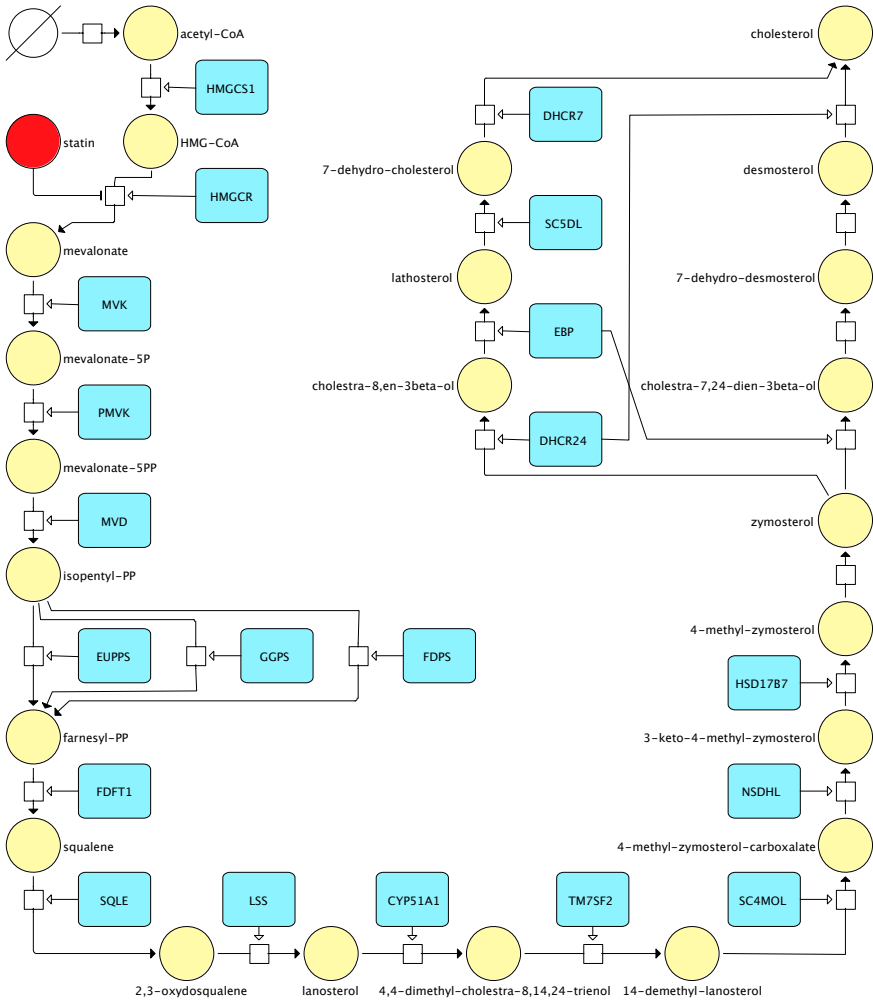 acetyl-CoA
cholesterol
HMGCS1
DHCR7
statin
HMG-CoA
7-dehydro-cholesterol
desmosterol
HMGCR
SC5DL
mevalonate
lathosterol
7-dehydro-desmosterol
MVK
EBP
mevalonate-5P
cholestra-8,en-3beta-ol
cholestra-7,24-dien-3beta-ol
PMVK
DHCR24
mevalonate-5PP
MVD
zymosterol
isopentyl-PP
4-methyl-zymosterol
EUPPS
GGPS
FDPS
HSD17B7
farnesyl-PP
3-keto-4-methyl-zymosterol
FDFT1
NSDHL
squalene
4-methyl-zymosterol-carboxalate
SQLE
LSS
CYP51A1
TM7SF2
SC4MOL
2,3-oxydosqualene
lanosterol
4,4-dimethyl-cholestra-8,14,24-trienol
14-demethyl-lanosterol